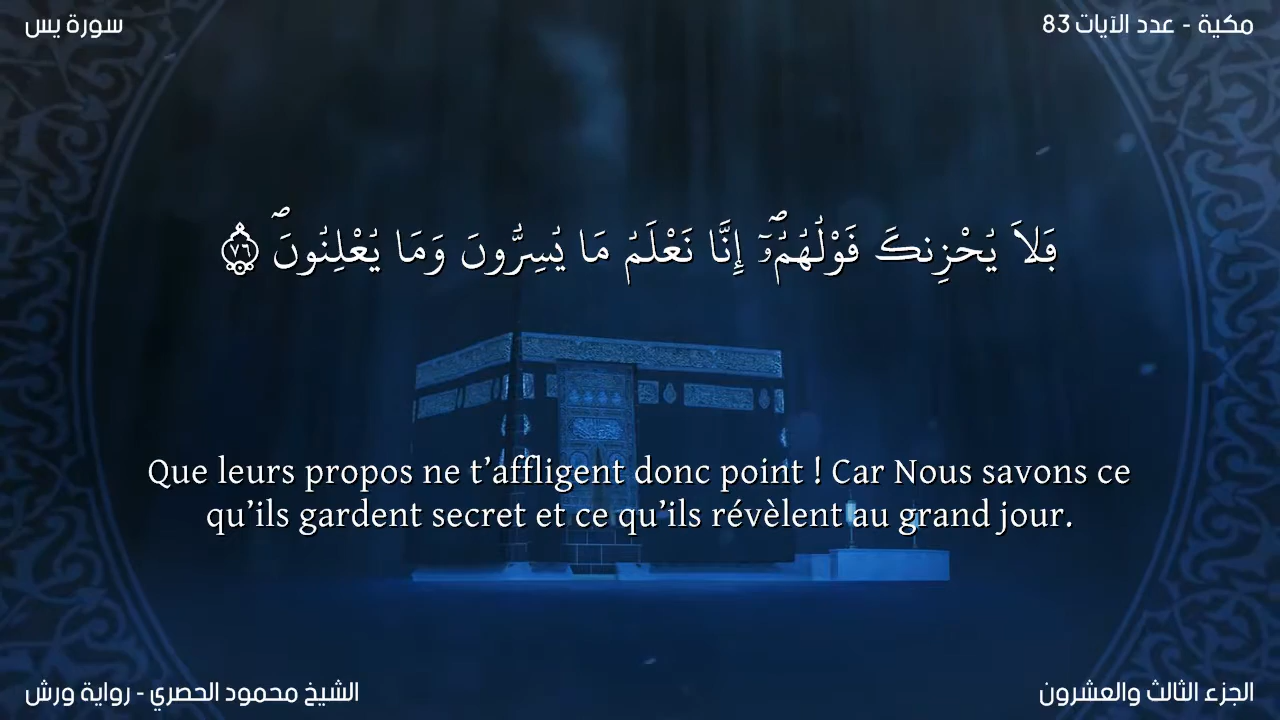 سورة يس
مكية - عدد الآيات 83
فَلاَ يُحْزِنكَ قَوْلُهُمُۥٓۖ إِنَّا نَعْلَمُ مَا يُسِرُّونَ وَمَا يُعْلِنُونَۖ ٧٦
Que leurs propos ne t’affligent donc point ! Car Nous savons ce
qu’ils gardent secret et ce qu’ils révèlent au grand jour.
الشيخ محمود الحصري - رواية ورش
الجزء الثالث والعشرون